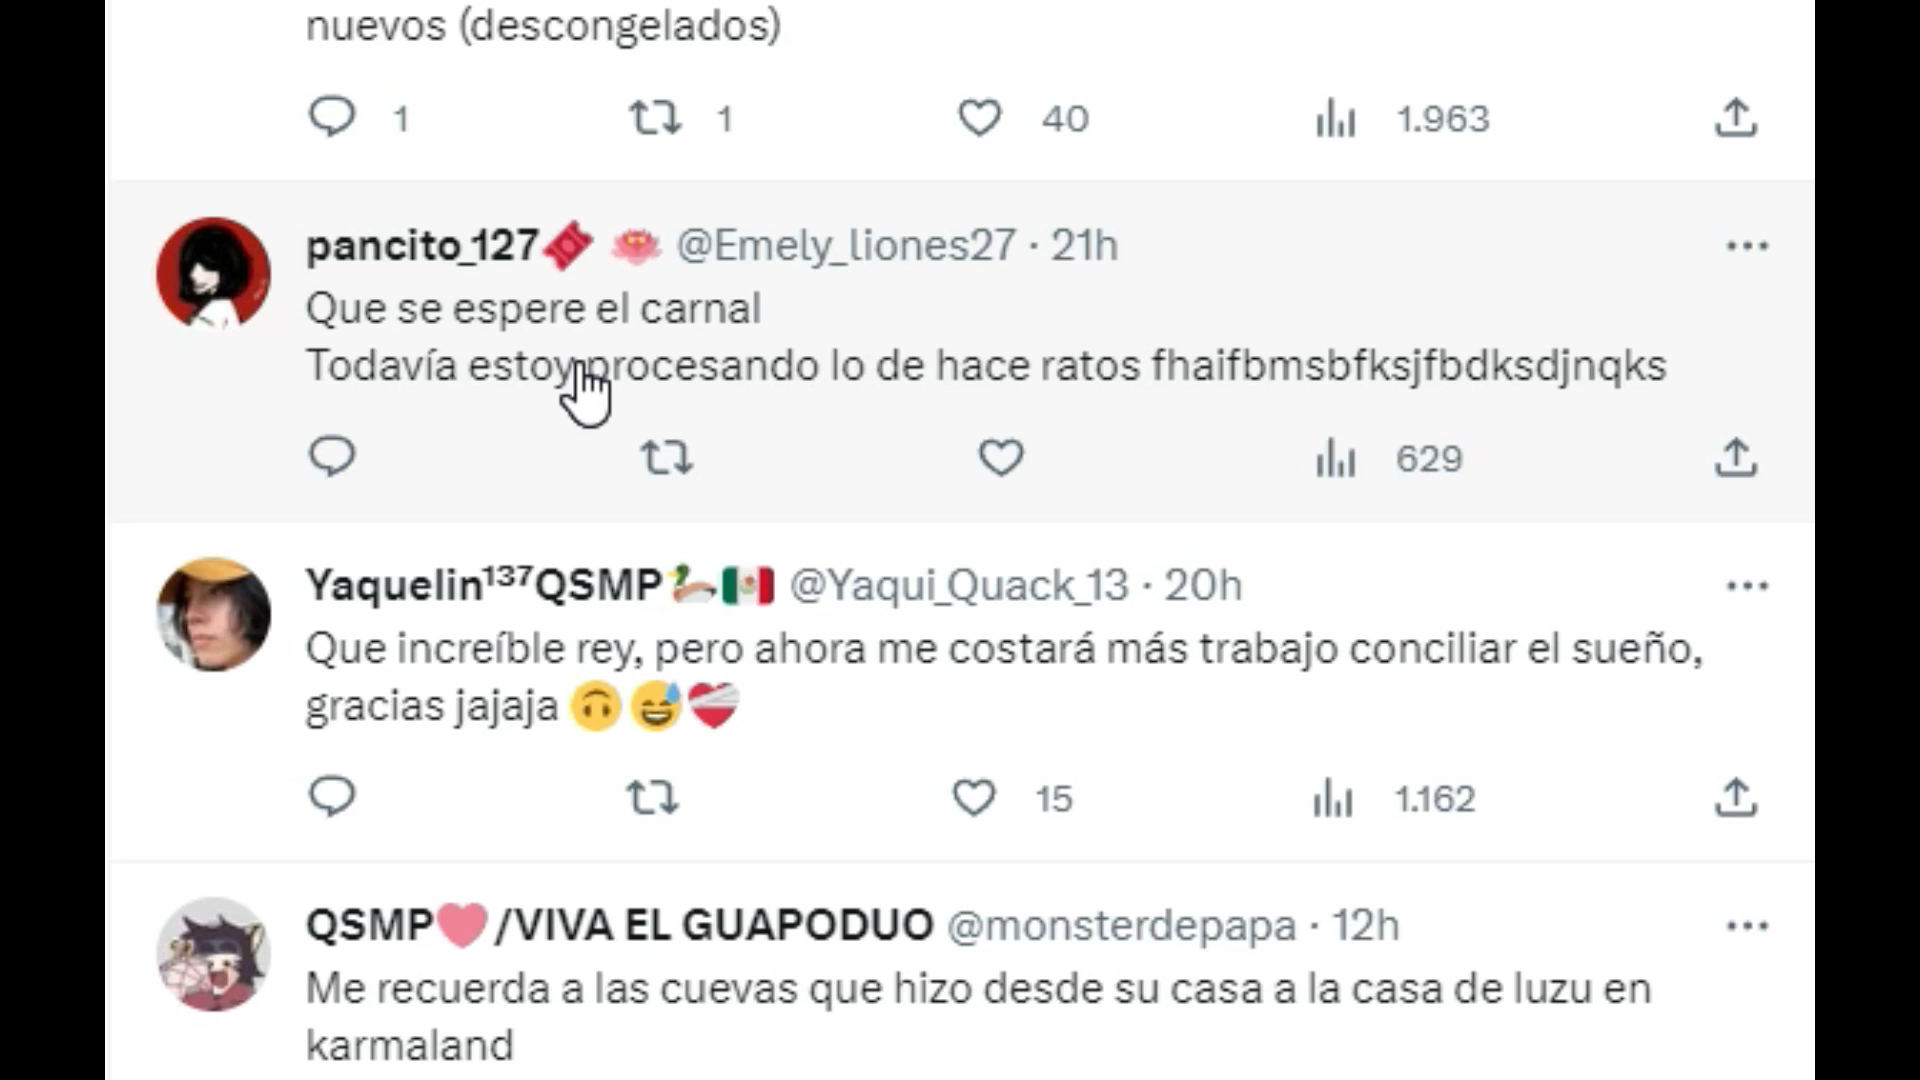 nuevos (descongelados)
1 1 40 1.963
pancito_127🎟️ 🪷 @Emely_liones27 · 21h
Que se espere el carnal
Todavía estoy procesando lo de hace ratos fhaifbmsbfksjfbdksdjnqks
629
Yaquelin¹³⁷QSMP🦆🇲🇽 @Yaqui_Quack_13 · 20h
Que increíble rey, pero ahora me costará más trabajo conciliar el sueño,
gracias jajaja 🙃😅❤️‍🩹
15 1.162
QSMP🩷/VIVA EL GUAPODUO @monsterdepapa · 12h
Me recuerda a las cuevas que hizo desde su casa a la casa de luzu en
karmaland